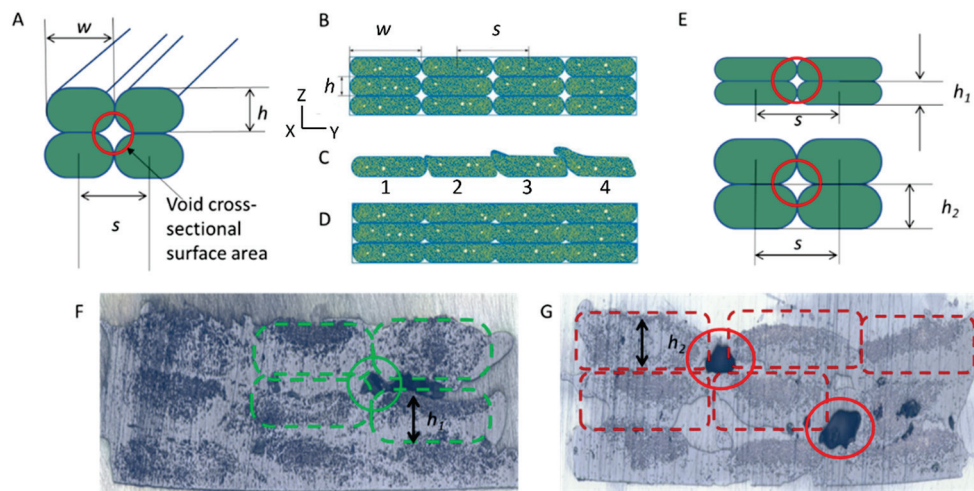 A
w
h
s
Void cross-
sectional
surface area
B
w
s
h
Z
X
Y
C
1 2 3 4
D
E
h1
s
h2
s
F
h1
G
h2